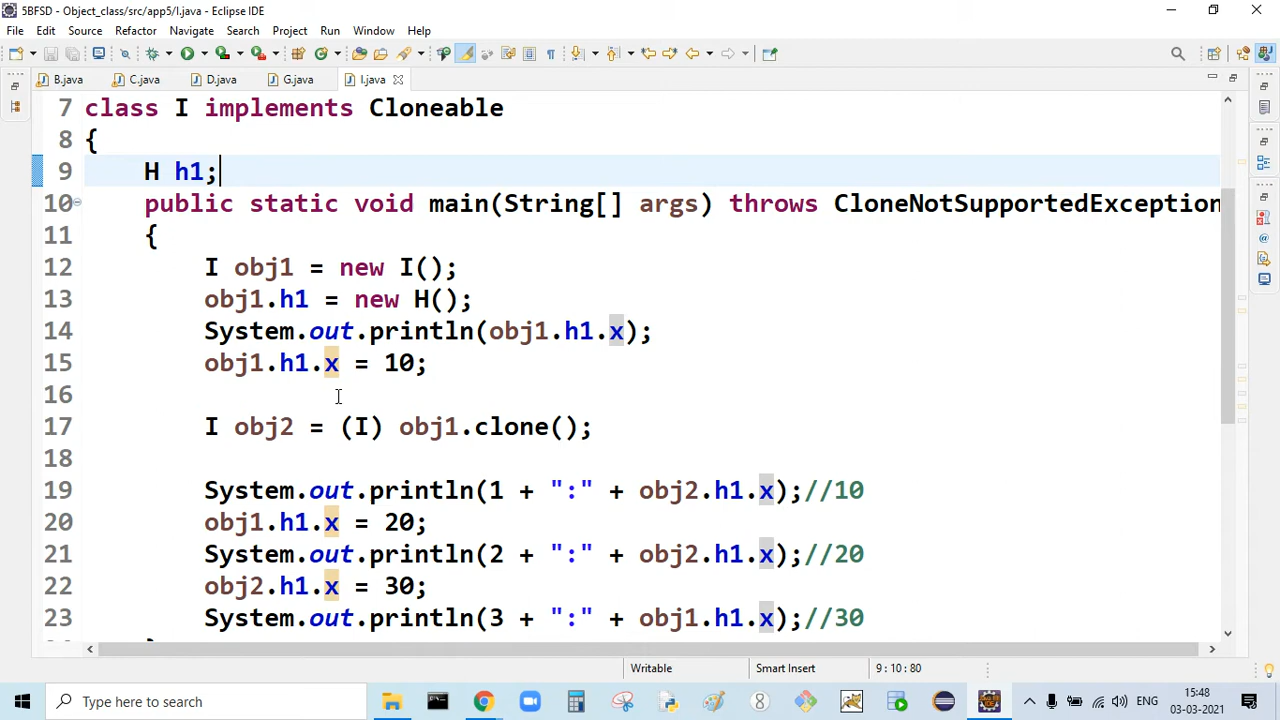 5BFSD - Object_class/src/app5/I.java - Eclipse IDE
File Edit Source Refactor Navigate Search Project Run Window Help
B.java C.java D.java G.java I.java
7 class I implements Cloneable
8 {
9 H h1;
10 public static void main(String[] args) throws CloneNotSupportedException
11 {
12 I obj1 = new I();
13 obj1.h1 = new H();
14 System.out.println(obj1.h1.x);
15 obj1.h1.x = 10;
16
17 I obj2 = (I) obj1.clone();
18
19 System.out.println(1 + ":" + obj2.h1.x);//10
20 obj1.h1.x = 20;
21 System.out.println(2 + ":" + obj2.h1.x);//20
22 obj2.h1.x = 30;
23 System.out.println(3 + ":" + obj1.h1.x);//30
Writable Smart Insert 9 : 10 : 80
Type here to search
ENG
5:48
03-03-2021